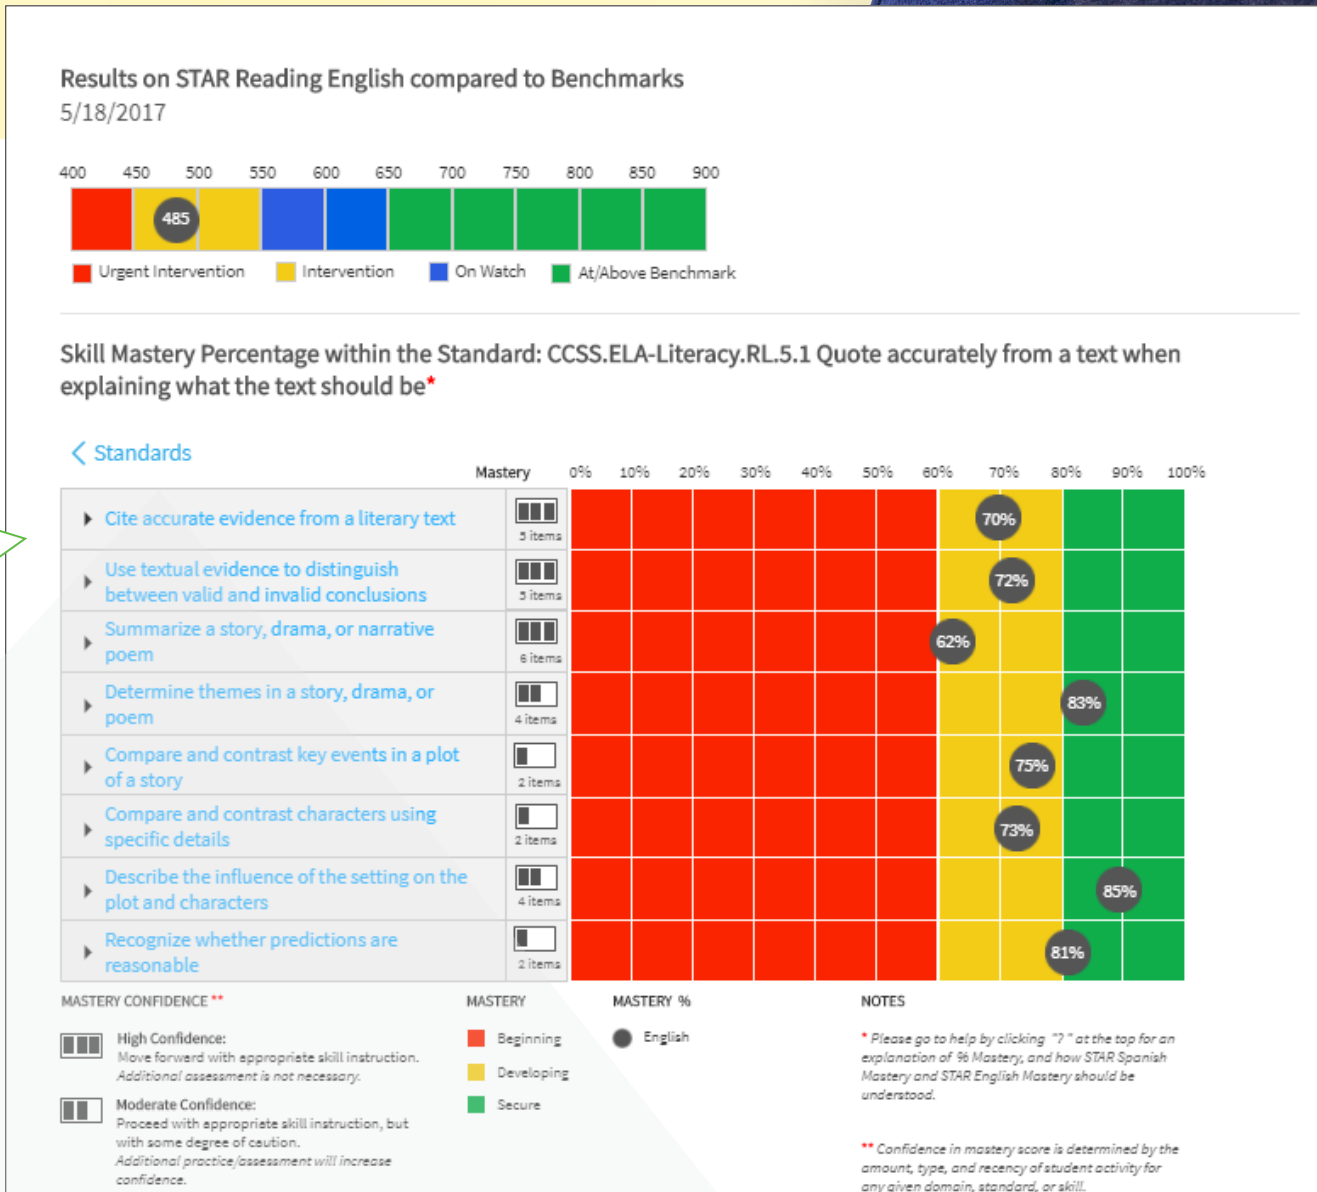 Results on STAR Reading English compared to Benchmarks
5/18/2017
400 450 500 550 600 650 700 750 800 850 900
485
Urgent Intervention Intervention On Watch At/Above Benchmark
Skill Mastery Percentage within the Standard: CCSS.ELA-Literacy.RL.5.1 Quote accurately from a text when
explaining what the text should be*
Standards
Mastery 0% 10% 20% 30% 40% 50% 60% 70% 80% 90% 100%
Cite accurate evidence from a literary text
5 items
70%
Use textual evidence to distinguish
between valid and invalid conclusions
5 items
72%
Summarize a story, drama, or narrative
poem
6 items
62%
Determine themes in a story, drama, or
poem
4 items
83%
Compare and contrast key events in a plot
of a story
2 items
75%
Compare and contrast characters using
specific details
2 items
73%
Describe the influence of the setting on the
plot and characters
4 items
85%
Recognize whether predictions are
reasonable
2 items
81%
MASTERY CONFIDENCE **
High Confidence:
Move forward with appropriate skill instruction.
Additional assessment is not necessary.
Moderate Confidence:
Proceed with appropriate skill instruction, but
with some degree of caution.
Additional practice/assessment will increase
confidence.
MASTERY
Beginning
Developing
Secure
MASTERY %
English
NOTES
* Please go to help by clicking "?" at the top for an
explanation of % Mastery, and how STAR Spanish
Mastery and STAR English Mastery should be
understood.
** Confidence in mastery score is determined by the
amount, type, and recency of student activity for
any given domain, standard, or skill.